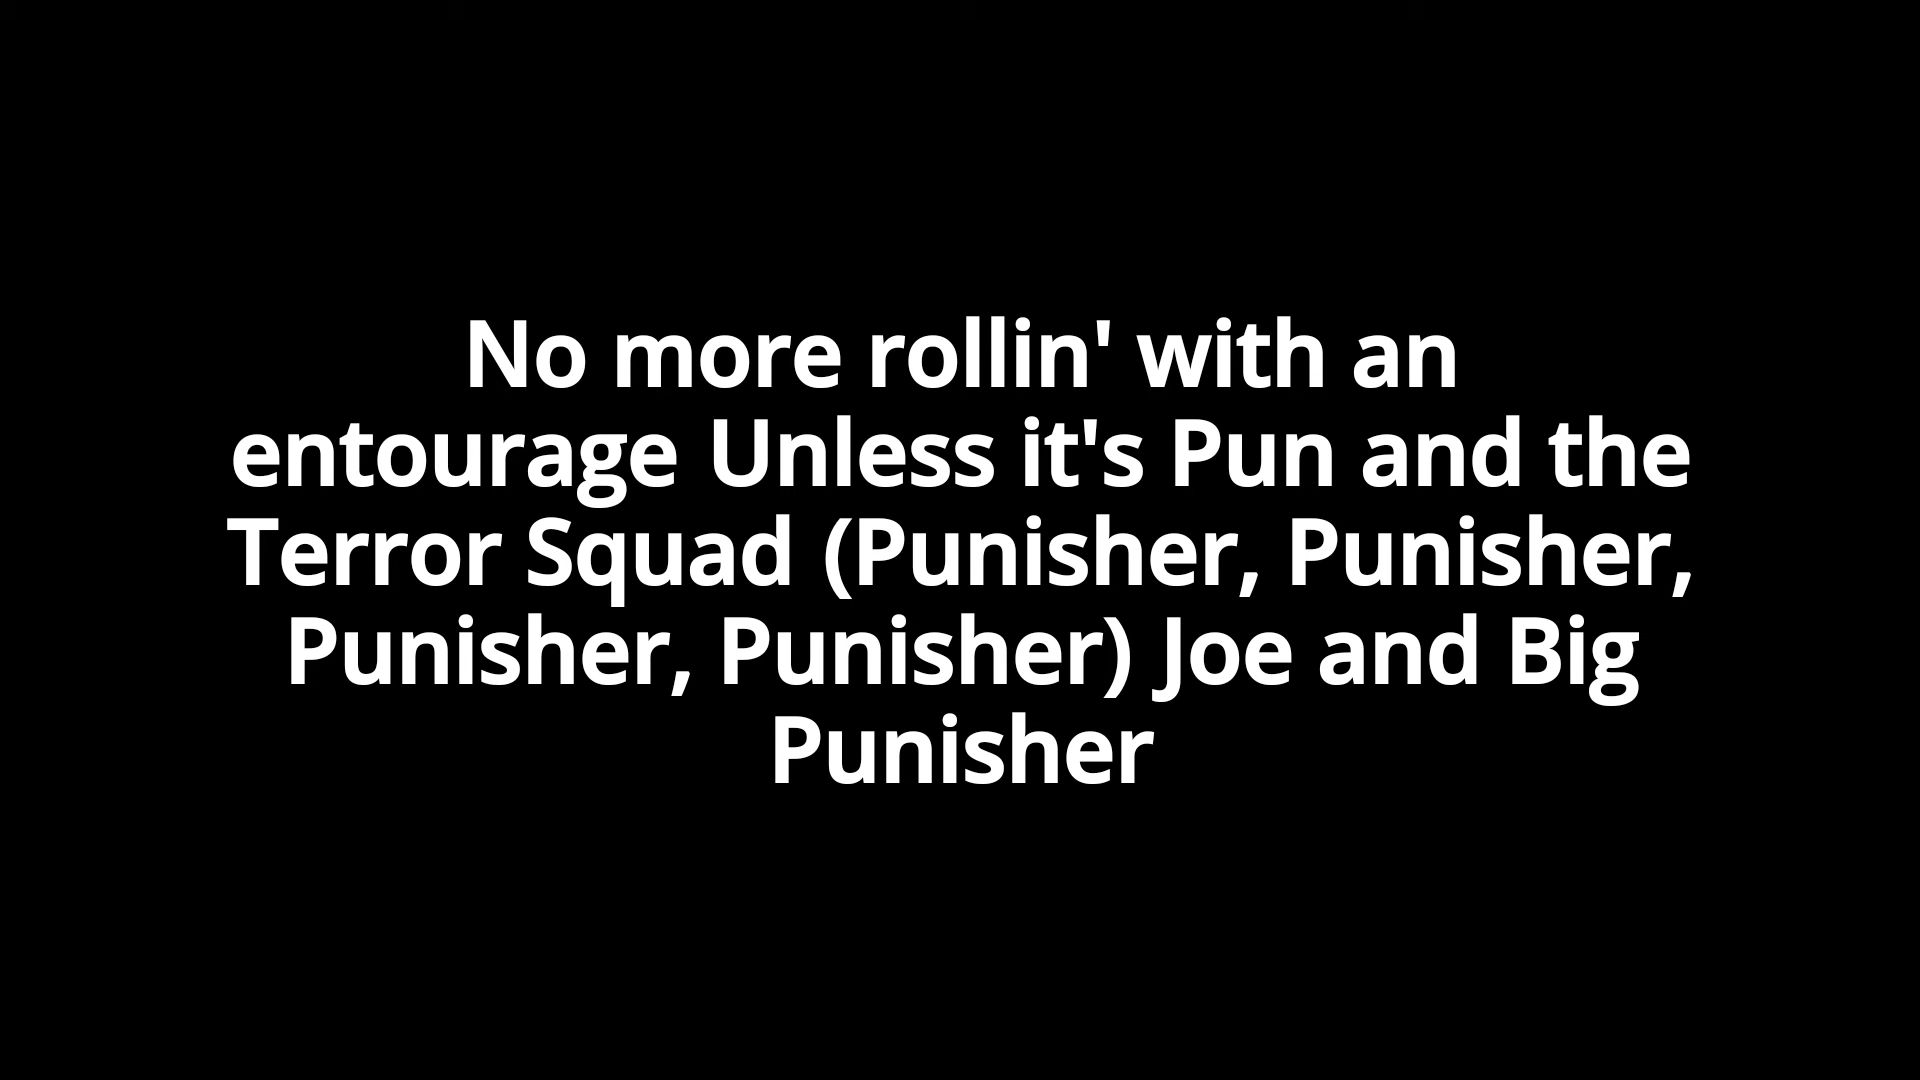 No more rollin' with an
entourage Unless it's Pun and the
Terror Squad (Punisher, Punisher,
Punisher, Punisher) Joe and Big
Punisher